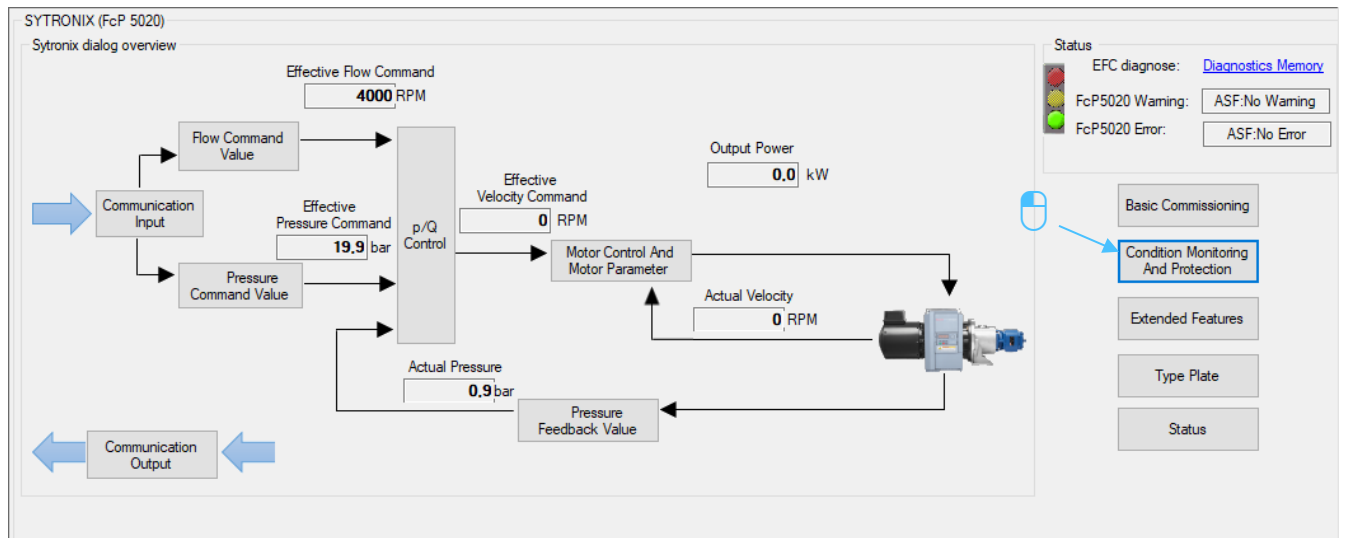 SYTRONIX (FcP 5020)
Sytronix dialog overview
Effective Flow Command
4000 RPM
Flow Command
Value
Communication
Input
Effective
Pressure Command
19,9 bar
Pressure
Command Value
p/Q
Control
Effective
Velocity Command
0 RPM
Motor Control And
Motor Parameter
Output Power
0,0 kW
Actual Velocity
0 RPM
Actual Pressure
0,9 bar
Pressure
Feedback Value
Communication
Output
Status
EFC diagnose: Diagnostics Memory
FcP5020 Warning: ASF:No Warning
FcP5020 Error: ASF:No Error
Basic Commissioning
Condition Monitoring
And Protection
Extended Features
Type Plate
Status